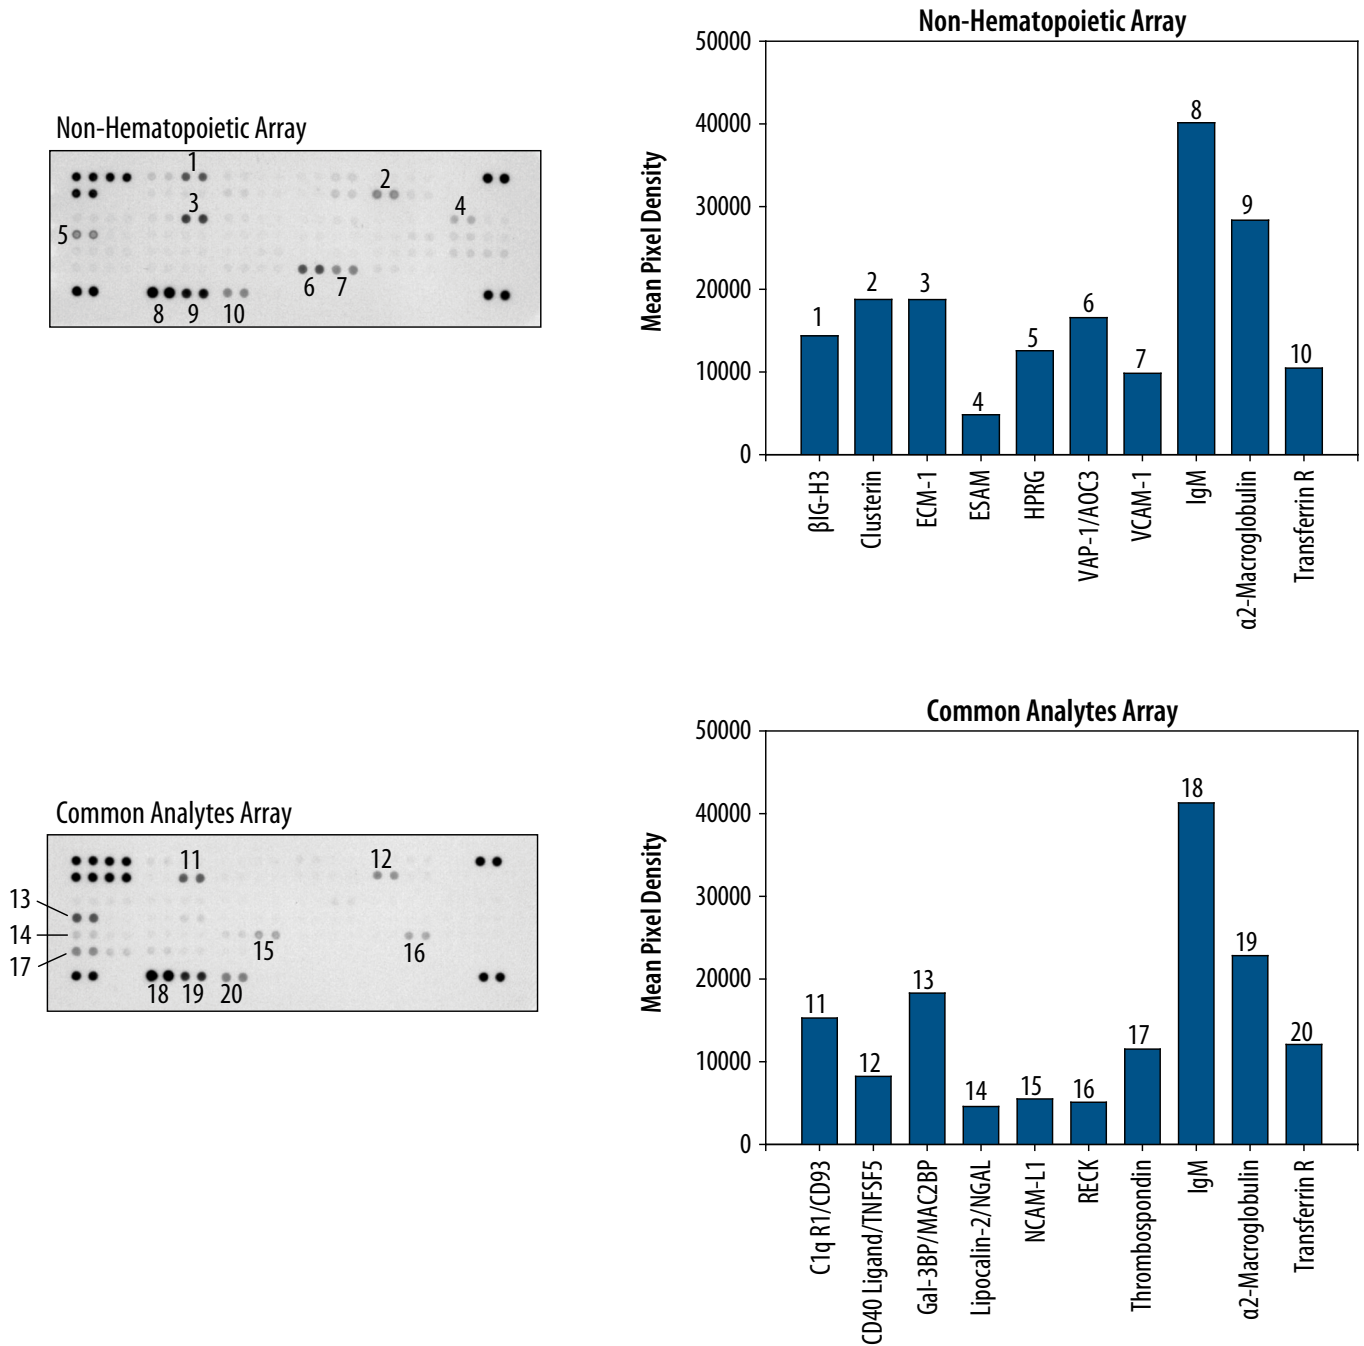 Non-Hematopoietic Array
1
2
3
4
5
6
7
8
9
10
Non-Hematopoietic Array
Mean Pixel Density
50000
40000
30000
20000
10000
0
1
2
3
4
5
6
7
8
9
10
βIG-H3
Clusterin
ECM-1
ESAM
HPRG
VAP-1/AOC3
VCAM-1
IgM
α2-Macroglobulin
Transferrin R
Common Analytes Array
11
12
13
14
15
16
17
18
19
20
Common Analytes Array
Mean Pixel Density
50000
40000
30000
20000
10000
0
11
12
13
14
15
16
17
18
19
20
C1q R1/CD93
CD40 Ligand/TNFSF5
Gal-3BP/MAC2BP
Lipocalin-2/NGAL
NCAM-L1
RECK
Thrombospondin
IgM
α2-Macroglobulin
Transferrin R